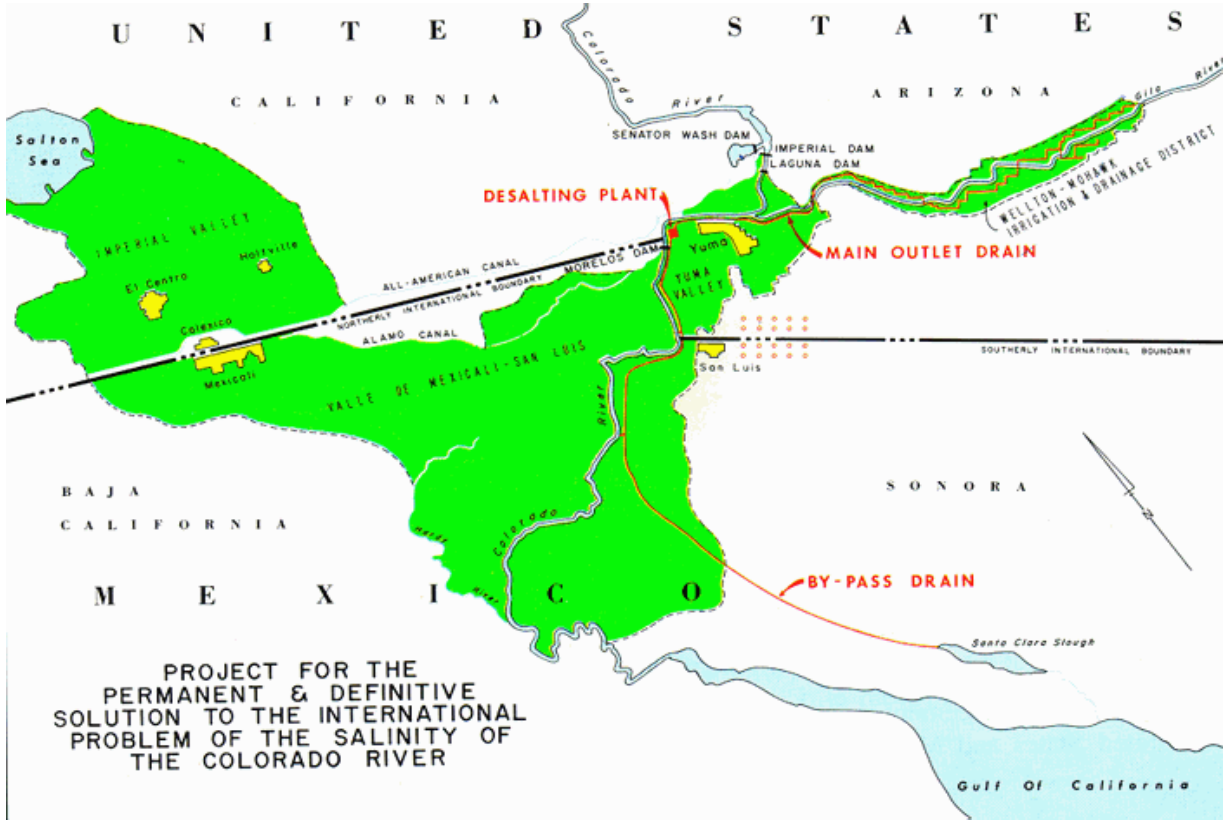 UNITED STATES
CALIFORNIA
ARIZONA
Colorado River
Gila River
Salton
Sea
SENATOR WASH DAM
IMPERIAL DAM
LAGUNA DAM
WELLTON-MOHAWK
IRRIGATION & DRAINAGE DISTRICT
DESALTING PLANT
IMPERIAL VALLEY
Holtville
El Centro
Calexico
Mexicali
ALL-AMERICAN CANAL
NORTHERLY INTERNATIONAL BOUNDARY
ALAMO CANAL
MORELOS DAM
Yuma
YUMA
VALLEY
MAIN OUTLET DRAIN
VALLE DE MEXICALI-SAN LUIS
San Luis
SOUTHERLY INTERNATIONAL BOUNDARY
Colorado River
BAJA
CALIFORNIA
SONORA
N
Hardy River
MEXICO
BY-PASS DRAIN
Santa Clara Slough
PROJECT FOR THE
PERMANENT & DEFINITIVE
SOLUTION TO THE INTERNATIONAL
PROBLEM OF THE SALINITY OF
THE COLORADO RIVER
Gulf Of California